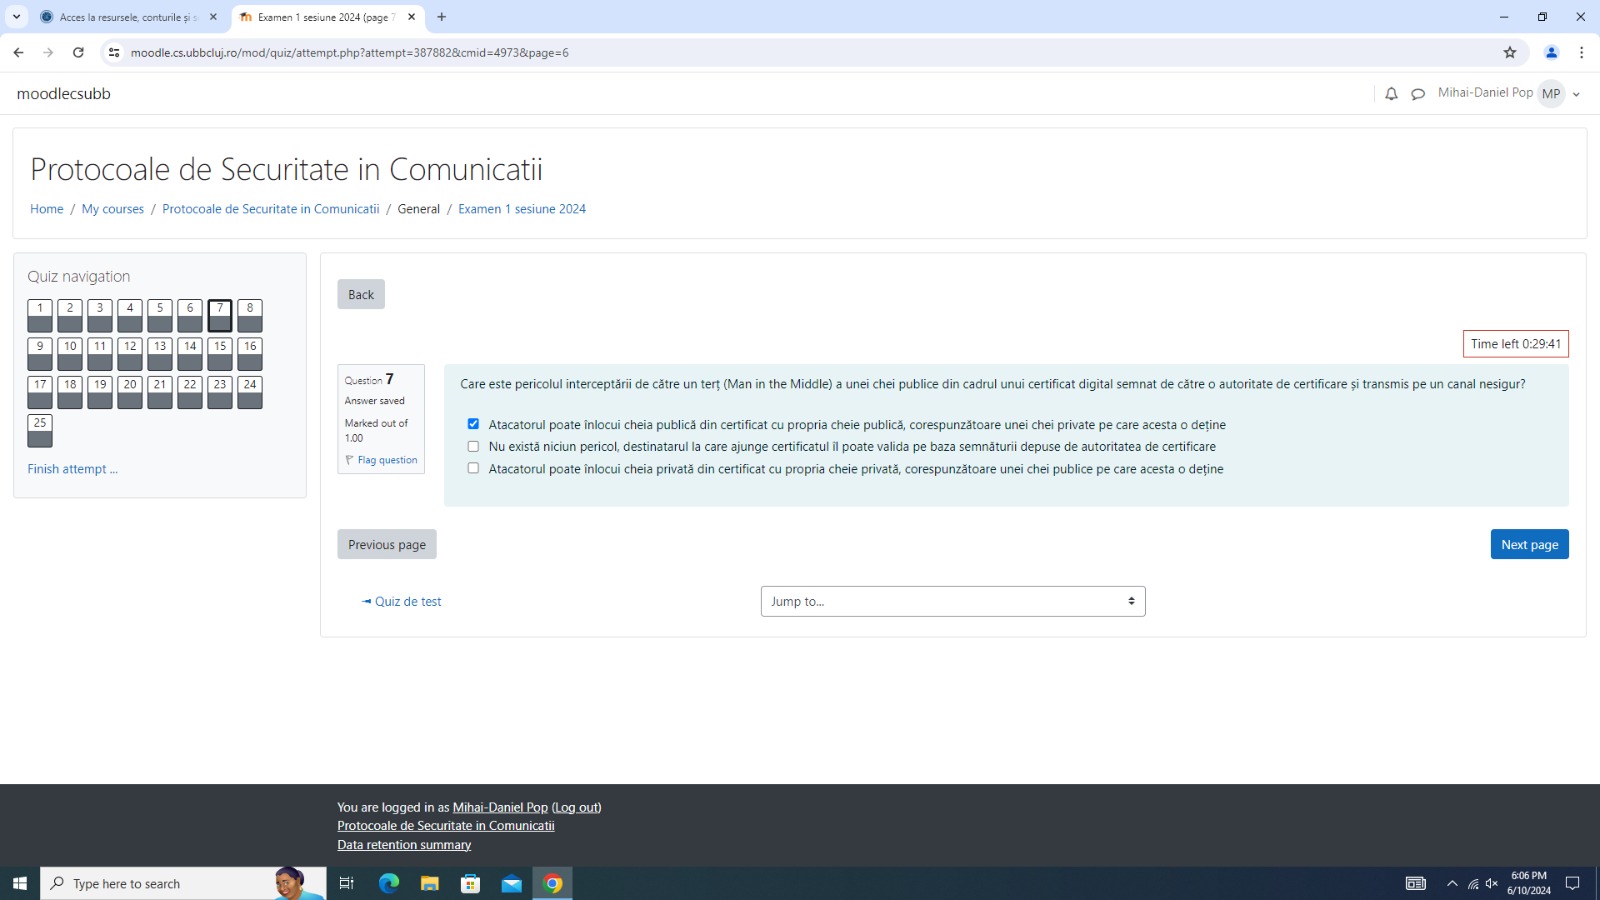 Acces la resursele, conturile și s
Examen 1 sesiune 2024 (page 7
moodle.cs.ubbcluj.ro/mod/quiz/attempt.php?attempt=387882&cmid=4973&page=6
moodlecsubb
Mihai-Daniel Pop MP
Protocoale de Securitate in Comunicatii
Home / My courses / Protocoale de Securitate in Comunicatii / General / Examen 1 sesiune 2024
Quiz navigation
1 2 3 4 5 6 7 8
9 10 11 12 13 14 15 16
17 18 19 20 21 22 23 24
25
Finish attempt ...
Back
Time left 0:29:41
Question 7
Answer saved
Marked out of
1.00
Flag question
Care este pericolul interceptării de către un terț (Man in the Middle) a unei chei publice din cadrul unui certificat digital semnat de către o autoritate de certificare și transmis pe un canal nesigur?
Atacatorul poate înlocui cheia publică din certificat cu propria cheie publică, corespunzătoare unei chei private pe care acesta o deține
Nu există niciun pericol, destinatarul la care ajunge certificatul îl poate valida pe baza semnăturii depuse de autoritatea de certificare
Atacatorul poate înlocui cheia privată din certificat cu propria cheie privată, corespunzătoare unei chei publice pe care acesta o deține
Previous page
Next page
◄ Quiz de test
Jump to...
You are logged in as Mihai-Daniel Pop (Log out)
Protocoale de Securitate in Comunicatii
Data retention summary
Type here to search
6:06 PM
6/10/2024